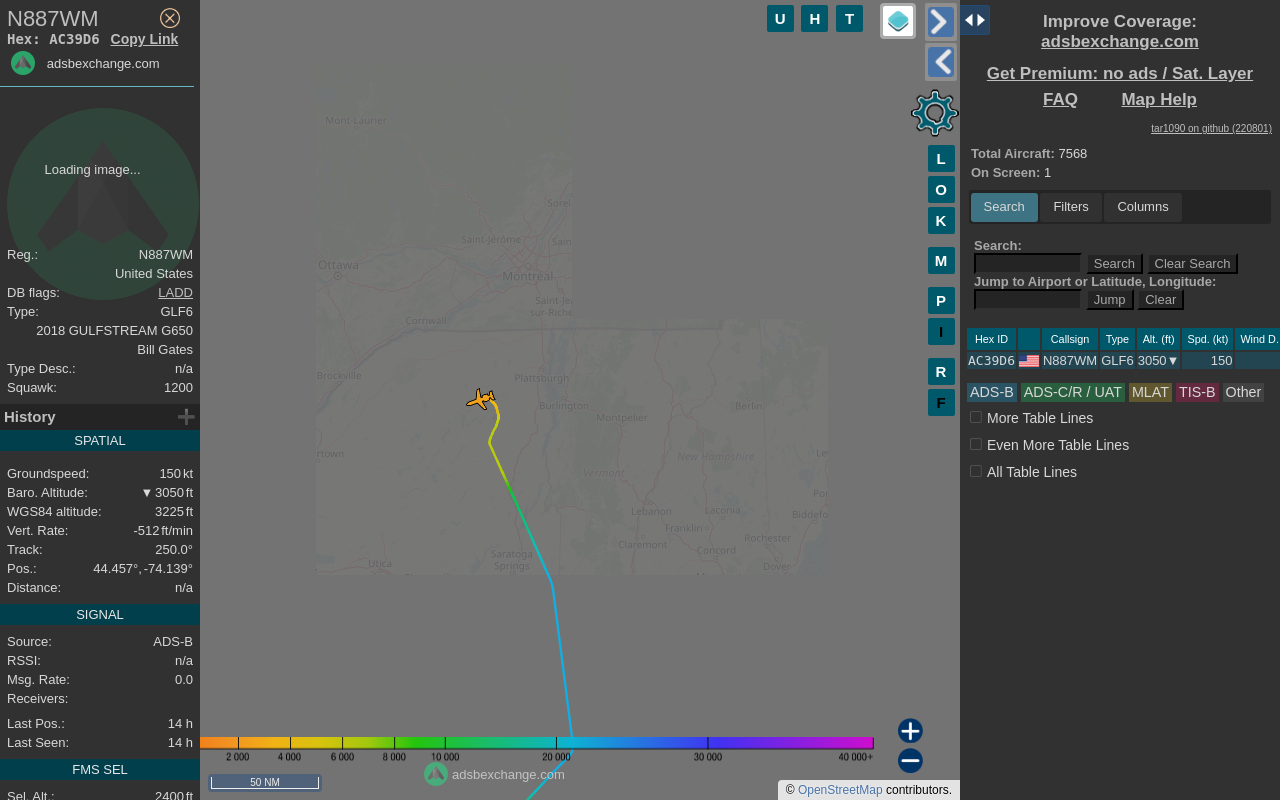 N887WM
Hex: AC39D6 Copy Link
adsbexchange.com
Loading image...
Reg.: N887WM
United States
DB flags: LADD
Type: GLF6
2018 GULFSTREAM G650
Bill Gates
Type Desc.: n/a
Squawk: 1200
History
SPATIAL
Groundspeed: 150 kt
Baro. Altitude: ▼ 3050 ft
WGS84 altitude: 3225 ft
Vert. Rate: -512 ft/min
Track: 250.0°
Pos.: 44.457°, -74.139°
Distance: n/a
SIGNAL
Source: ADS-B
RSSI: n/a
Msg. Rate: 0.0
Receivers:
Last Pos.: 14 h
Last Seen: 14 h
FMS SEL
Sel. Alt.: 2400 ft
U H T
L
O
K
M
P
I
R
F
Mont-Laurier
Sorel
Saint-Jérôme
Sain
Ottawa
Montréal
Saint-Je
sur-Riche
Cornwall
Brockville
Plattsburgh
Burlington
Montpelier
Berlin
rtown
Vermont
New Hampshire
Le
Po
Lebanon
Laconia
Biddefo
Franklin
Claremont
Concord
Rochester
Dover
Saratoga
Springs
Utica
2 000 4 000 6 000 8 000 10 000 20 000 30 000 40 000+
adsbexchange.com
50 NM
© OpenStreetMap contributors.
Improve Coverage:
adsbexchange.com
Get Premium: no ads / Sat. Layer
FAQ Map Help
tar1090 on github (220801)
Total Aircraft: 7568
On Screen: 1
Search Filters Columns
Search:
Search Clear Search
Jump to Airport or Latitude, Longitude:
Jump Clear
Hex ID Callsign Type Alt. (ft) Spd. (kt) Wind D.
AC39D6 N887WM GLF6 3050▼ 150
ADS-B ADS-C/R / UAT MLAT TIS-B Other
More Table Lines
Even More Table Lines
All Table Lines